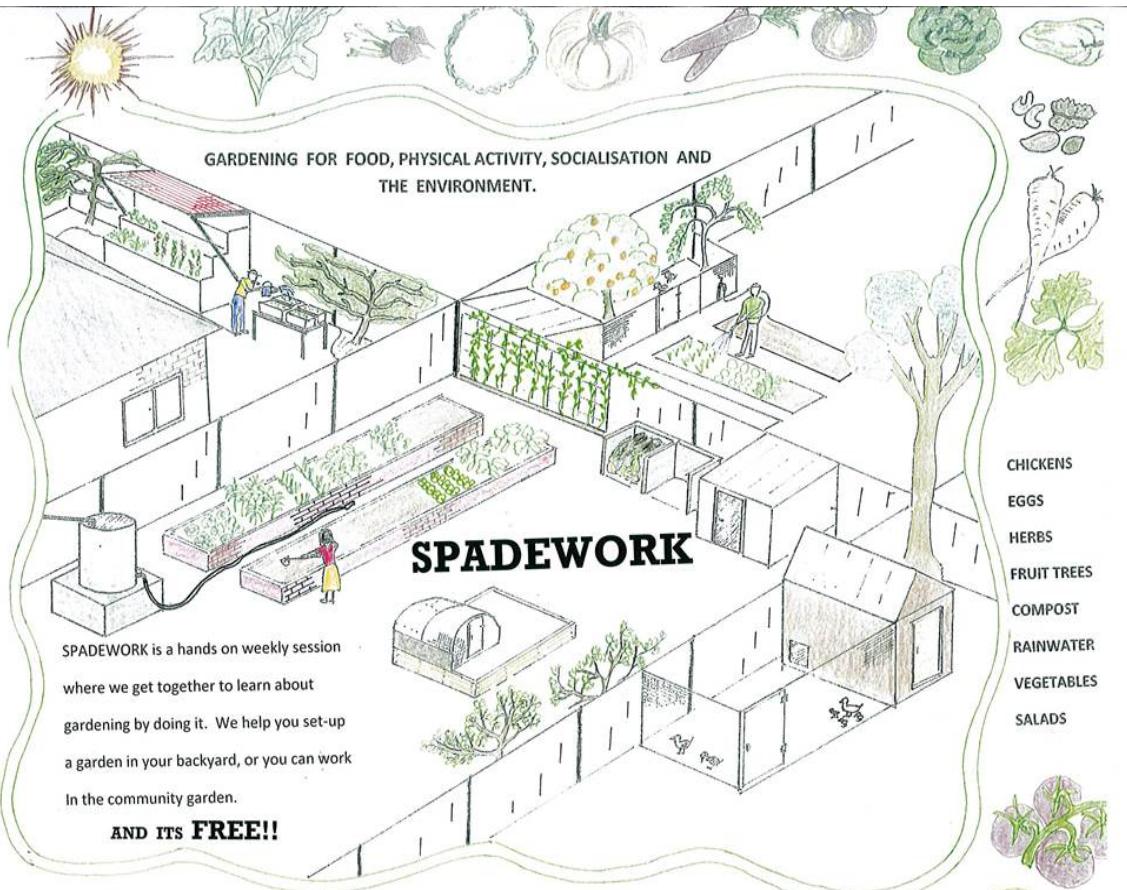 GARDENING FOR FOOD, PHYSICAL ACTIVITY, SOCIALISATION AND
THE ENVIRONMENT.
SPADEWORK
SPADEWORK is a hands on weekly session
where we get together to learn about
gardening by doing it. We help you set-up
a garden in your backyard, or you can work
In the community garden.
AND ITS FREE!!
CHICKENS
EGGS
HERBS
FRUIT TREES
COMPOST
RAINWATER
VEGETABLES
SALADS